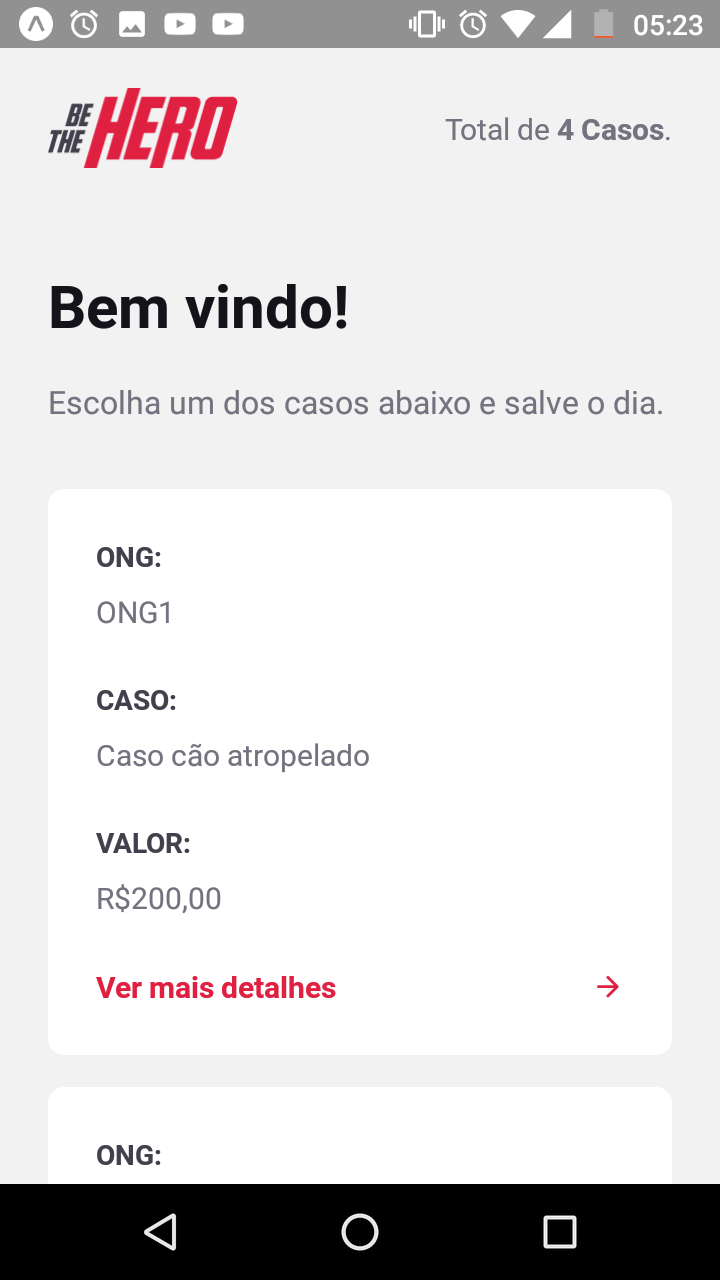 05:23
BE
THE HERO
Total de 4 Casos.
Bem vindo!
Escolha um dos casos abaixo e salve o dia.
ONG:
ONG1
CASO:
Caso cão atropelado
VALOR:
R$200,00
Ver mais detalhes
ONG: